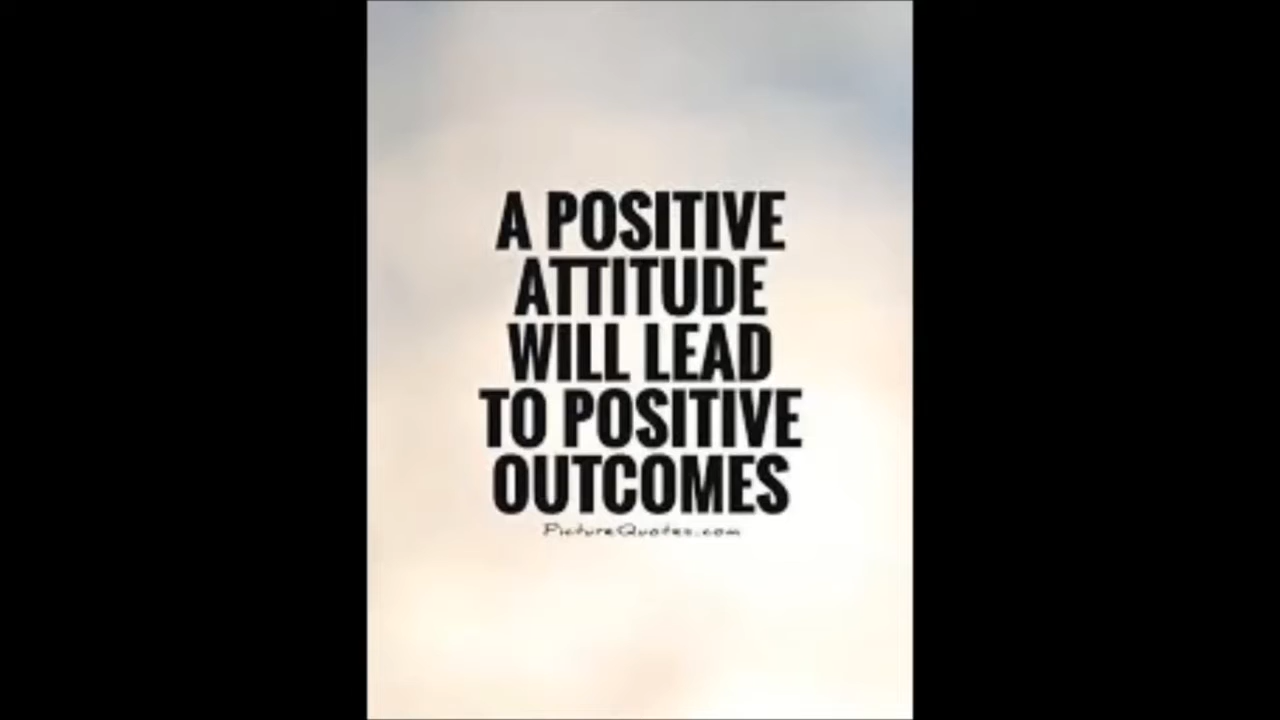 A POSITIVE
ATTITUDE
WILL LEAD
TO POSITIVE
OUTCOMES
PictureQuotes.com